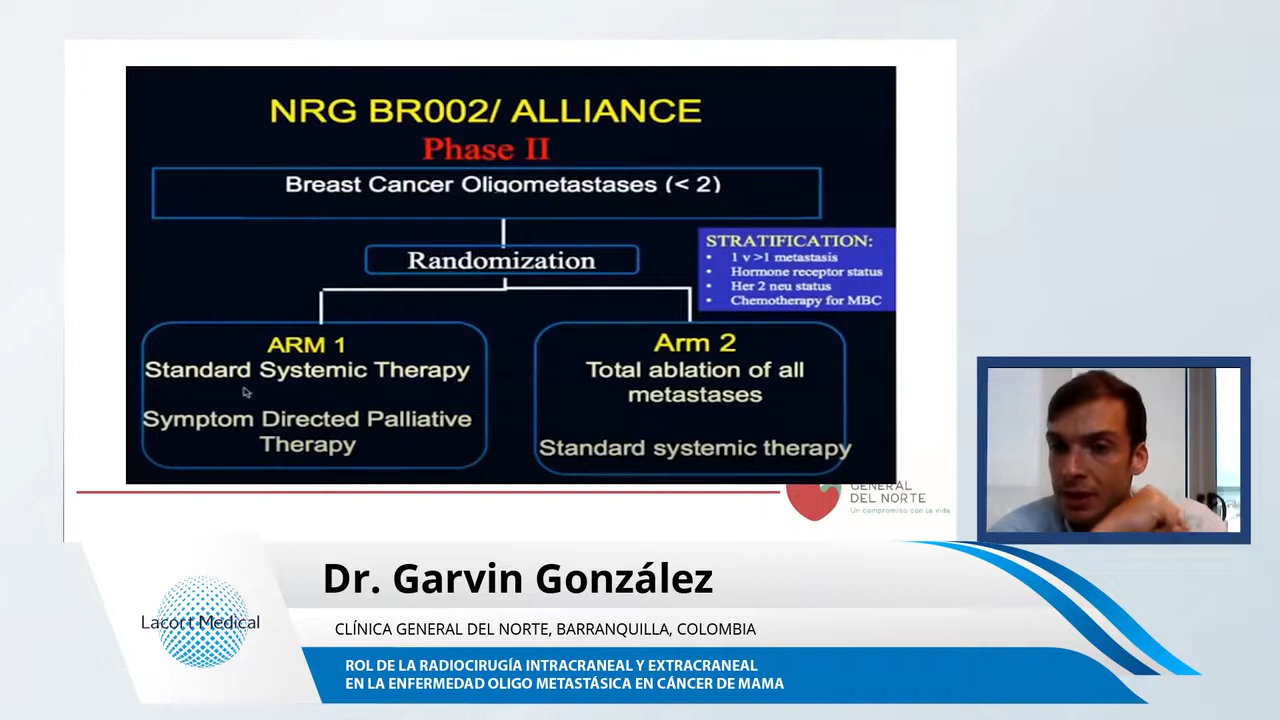 NRG BR002/ ALLIANCE
Phase II
Breast Cancer Oligometastases (< 2)
Randomization
STRATIFICATION:
• 1 v >1 metastasis
• Hormone receptor status
• Her 2 neu status
• Chemotherapy for MBC
ARM 1
Standard Systemic Therapy
Symptom Directed Palliative
Therapy
Arm 2
Total ablation of all
metastases
Standard systemic therapy
GENERAL
DEL NORTE
Un compromiso con la vida
Dr. Garvin González
Lacort Medical
CLÍNICA GENERAL DEL NORTE, BARRANQUILLA, COLOMBIA
ROL DE LA RADIOCIRUGÍA INTRACRANEAL Y EXTRACRANEAL
EN LA ENFERMEDAD OLIGO METASTÁSICA EN CÁNCER DE MAMA